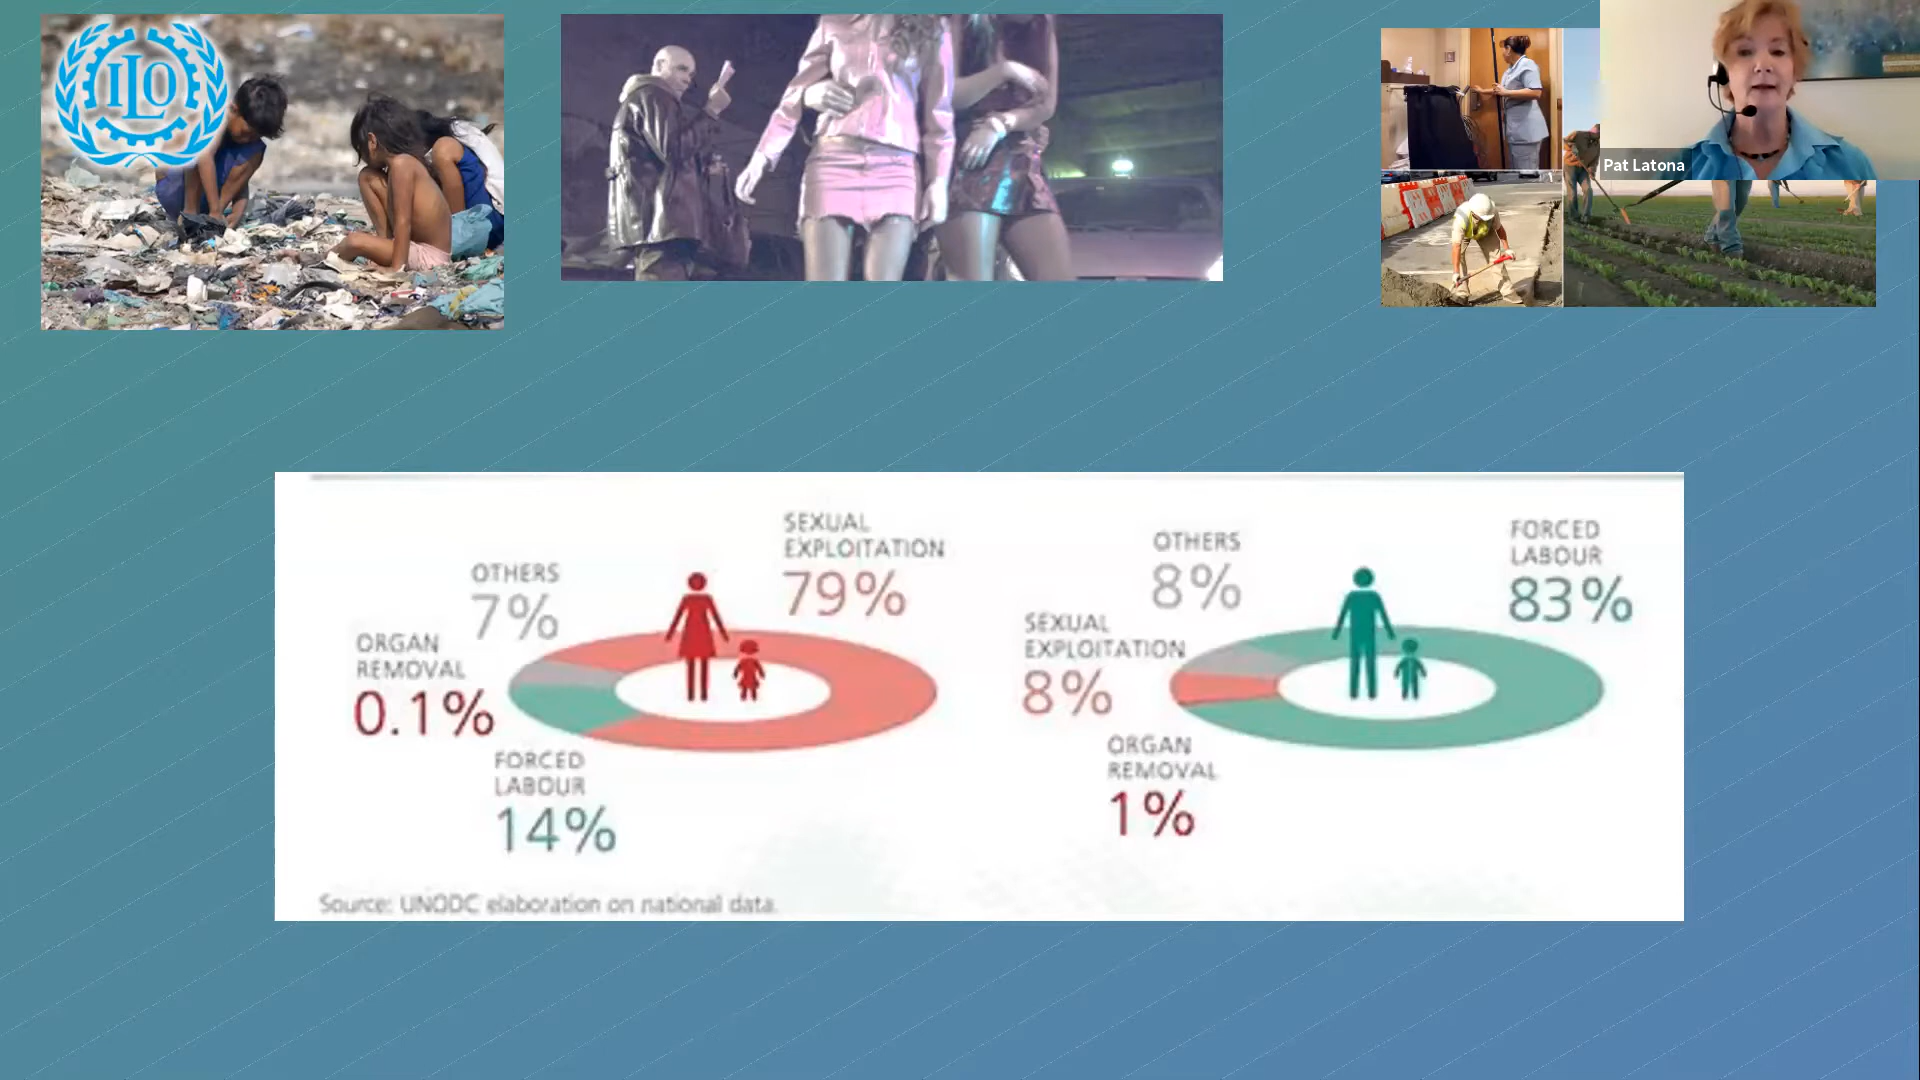 ILO
Pat Latona
SEXUAL
EXPLOITATION
79%
OTHERS
7%
ORGAN
REMOVAL
0.1%
FORCED
LABOUR
14%
FORCED
LABOUR
83%
OTHERS
8%
SEXUAL
EXPLOITATION
8%
ORGAN
REMOVAL
1%
Source: UNODC elaboration on national data.